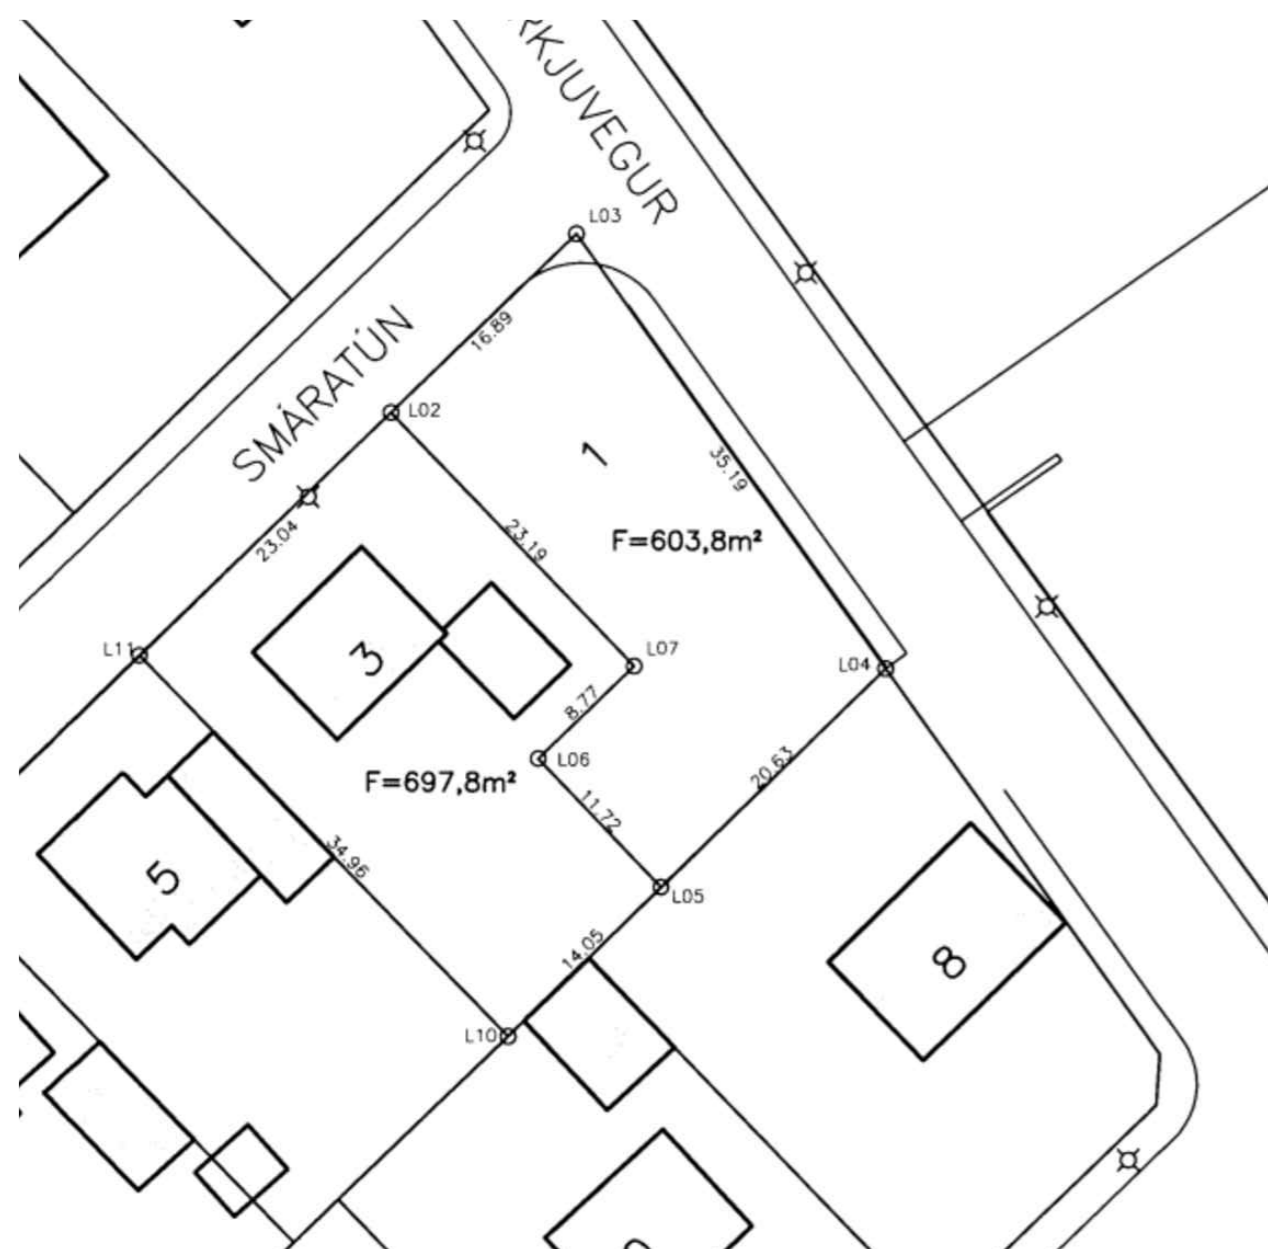 RKJUVEGUR
L03
16.89
SMÁRATÚN
L02
1
35.19
23.04
23.19
F=603,8m²
L11
3
L07
L04
8.77
L06
20.63
F=697,8m²
11.72
34.96
5
L05
14.05
8
L10